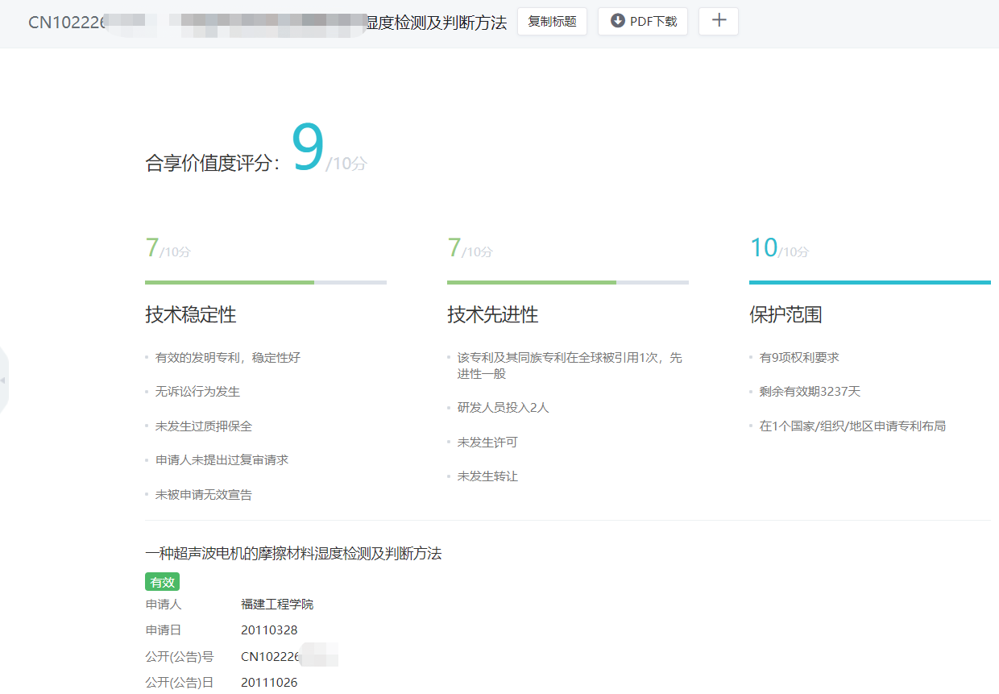 CN102226 湿度检测及判断方法 复制标题 PDF下载
合享价值度评分： 9/10分
7/10分 7/10分 10/10分
技术稳定性 技术先进性 保护范围
有效的发明专利，稳定性好
无诉讼行为发生
未发生过质押保全
申请人未提出过复审请求
未被申请无效宣告
该专利及其同族专利在全球被引用1次，先
进性一般
研发人员投入2人
未发生许可
未发生转让
有9项权利要求
剩余有效期3237天
在1个国家/组织/地区申请专利布局
一种超声波电机的摩擦材料湿度检测及判断方法
有效
申请人 福建工程学院
申请日 20110328
公开(公告)号 CN102226
公开(公告)日 20111026